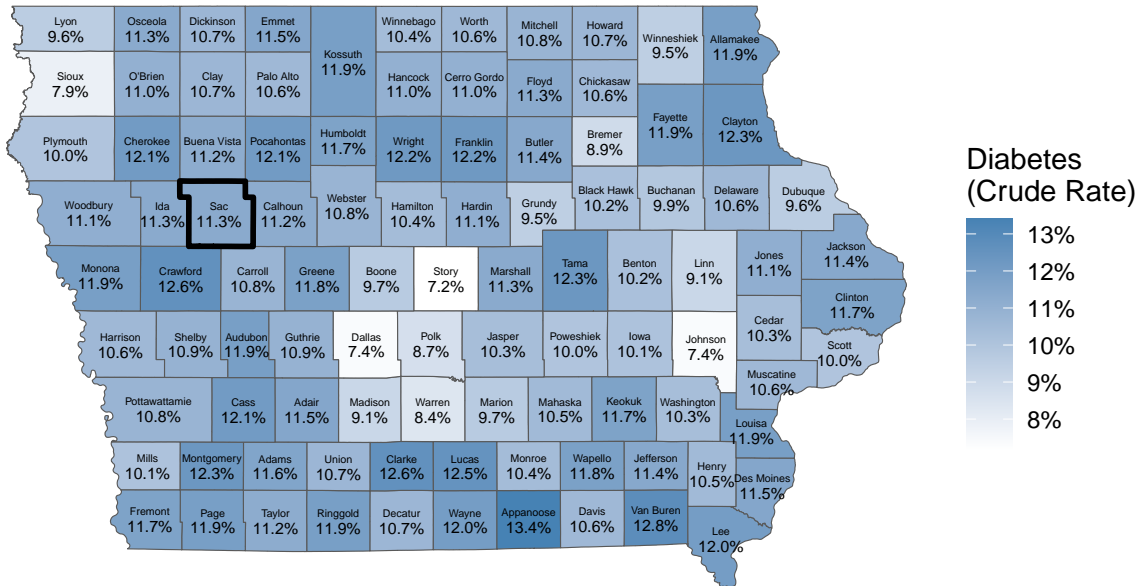 Lyon Osceola Dickinson Emmet Winnebago Worth Mitchell Howard Winneshiek Allamakee
9.6% 11.3% 10.7% 11.5% 10.4% 10.6% 10.8% 10.7% 9.5% 11.9%
Kossuth
11.9%
Sioux O'Brien Clay Palo Alto Hancock Cerro Gordo Floyd Chickasaw
7.9% 11.0% 10.7% 10.6% 11.0% 11.0% 11.3% 10.6%
Fayette Clayton
11.9% 12.3%
Plymouth Cherokee Buena Vista Pocahontas Humboldt Wright Franklin Butler Bremer
10.0% 12.1% 11.2% 12.1% 11.7% 12.2% 12.2% 11.4% 8.9%
Diabetes
(Crude Rate)
Woodbury Ida Sac Calhoun Webster Hamilton Hardin Grundy Black Hawk Buchanan Delaware Dubuque
11.1% 11.3% 11.3% 11.2% 10.8% 10.4% 11.1% 9.5% 10.2% 9.9% 10.6% 9.6%
13%
12%
11%
10%
9%
8%
Monona Crawford Carroll Greene Boone Story Marshall Tama Benton Linn Jones Jackson
11.9% 12.6% 10.8% 11.8% 9.7% 7.2% 11.3% 12.3% 10.2% 9.1% 11.1% 11.4%
Clinton
11.7%
Harrison Shelby Audubon Guthrie Dallas Polk Jasper Poweshiek Iowa Johnson Cedar Scott
10.6% 10.9% 11.9% 10.9% 7.4% 8.7% 10.3% 10.0% 10.1% 7.4% 10.3% 10.0%
Muscatine
10.6%
Pottawattamie Cass Adair Madison Warren Marion Mahaska Keokuk Washington
10.8% 12.1% 11.5% 9.1% 8.4% 9.7% 10.5% 11.7% 10.3%
Louisa
11.9%
Mills Montgomery Adams Union Clarke Lucas Monroe Wapello Jefferson Henry Des Moines
10.1% 12.3% 11.6% 10.7% 12.6% 12.5% 10.4% 11.8% 11.4% 10.5% 11.5%
Fremont Page Taylor Ringgold Decatur Wayne Appanoose Davis Van Buren Lee
11.7% 11.9% 11.2% 11.9% 10.7% 12.0% 13.4% 10.6% 12.8% 12.0%